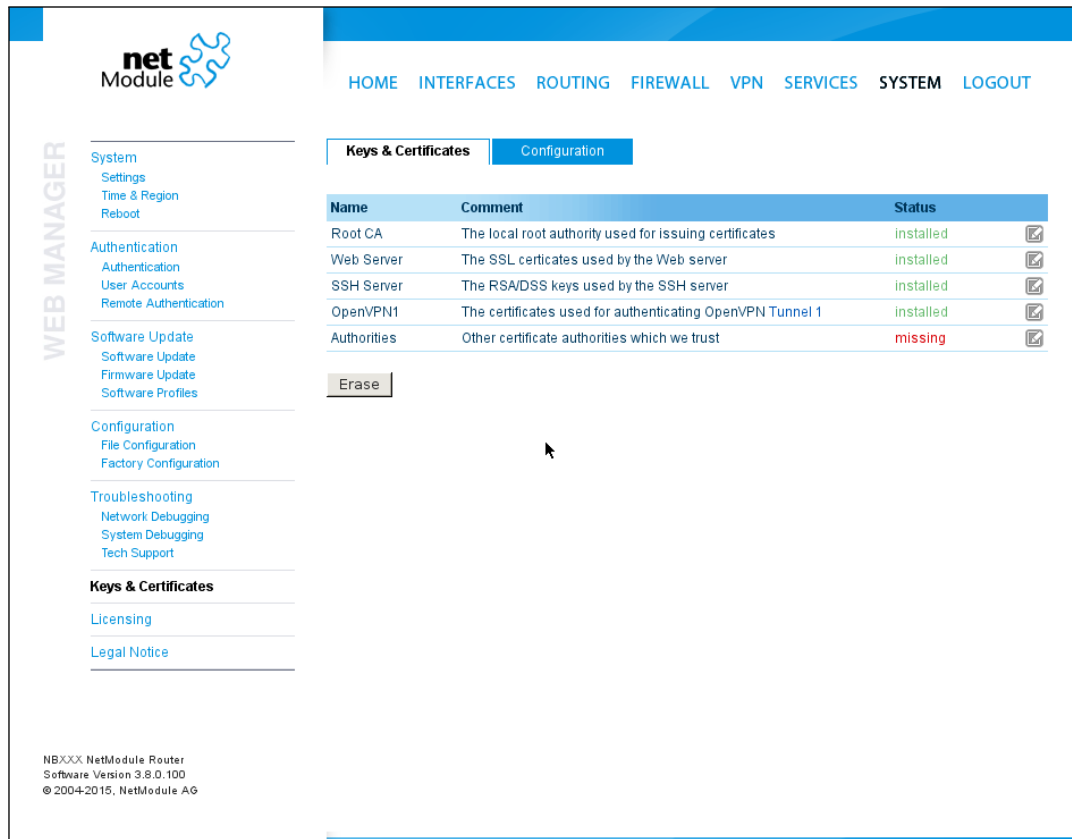 net
Module
HOME INTERFACES ROUTING FIREWALL VPN SERVICES SYSTEM LOGOUT
WEB MANAGER
System
Settings
Time & Region
Reboot
Authentication
Authentication
User Accounts
Remote Authentication
Software Update
Software Update
Firmware Update
Software Profiles
Configuration
File Configuration
Factory Configuration
Troubleshooting
Network Debugging
System Debugging
Tech Support
Keys & Certificates
Licensing
Legal Notice
Keys & Certificates Configuration
Name Comment Status
Root CA The local root authority used for issuing certificates installed
Web Server The SSL certicates used by the Web server installed
SSH Server The RSA/DSS keys used by the SSH server installed
OpenVPN1 The certificates used for authenticating OpenVPN Tunnel 1 installed
Authorities Other certificate authorities which we trust missing
Erase
NBXXX NetModule Router
Software Version 3.8.0.100
© 2004-2015, NetModule AG